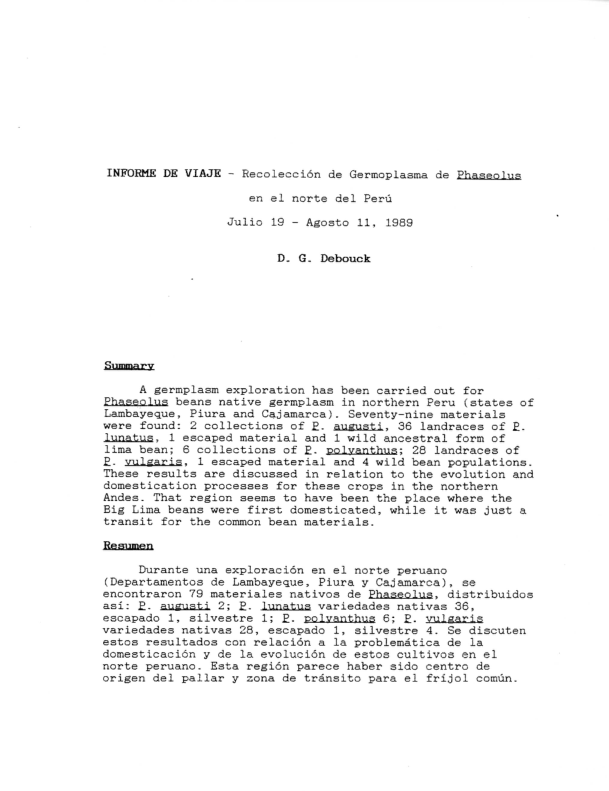 INFORME DE VIAJE - Recolección de Germoplasma de Phaseolus
en el norte del Perú
Julio 19 - Agosto 11, 1989
D. G. Debouck
Summary
A germplasm exploration has been carried out for
Phaseolus beans native germplasm in northern Peru (states of
Lambayeque, Piura and Cajamarca). Seventy-nine materials
were found: 2 collections of P. augusti, 36 landraces of P.
lunatus, 1 escaped material and 1 wild ancestral form of
lima bean; 6 collections of P. polyanthus; 28 landraces of
P. vulgaris, 1 escaped material and 4 wild bean populations.
These results are discussed in relation to the evolution and
domestication processes for these crops in the northern
Andes. That region seems to have been the place where the
Big Lima beans were first domesticated, while it was just a
transit for the common bean materials.
Resumen
Durante una exploración en el norte peruano
(Departamentos de Lambayeque, Piura y Cajamarca), se
encontraron 79 materiales nativos de Phaseolus, distribuidos
así: P. augusti 2; P. lunatus variedades nativas 36,
escapado 1, silvestre 1; P. polyanthus 6; P. vulgaris
variedades nativas 28, escapado 1, silvestre 4. Se discuten
estos resultados con relación a la problemática de la
domesticación y de la evolución de estos cultivos en el
norte peruano. Esta región parece haber sido centro de
origen del pallar y zona de tránsito para el fríjol común.